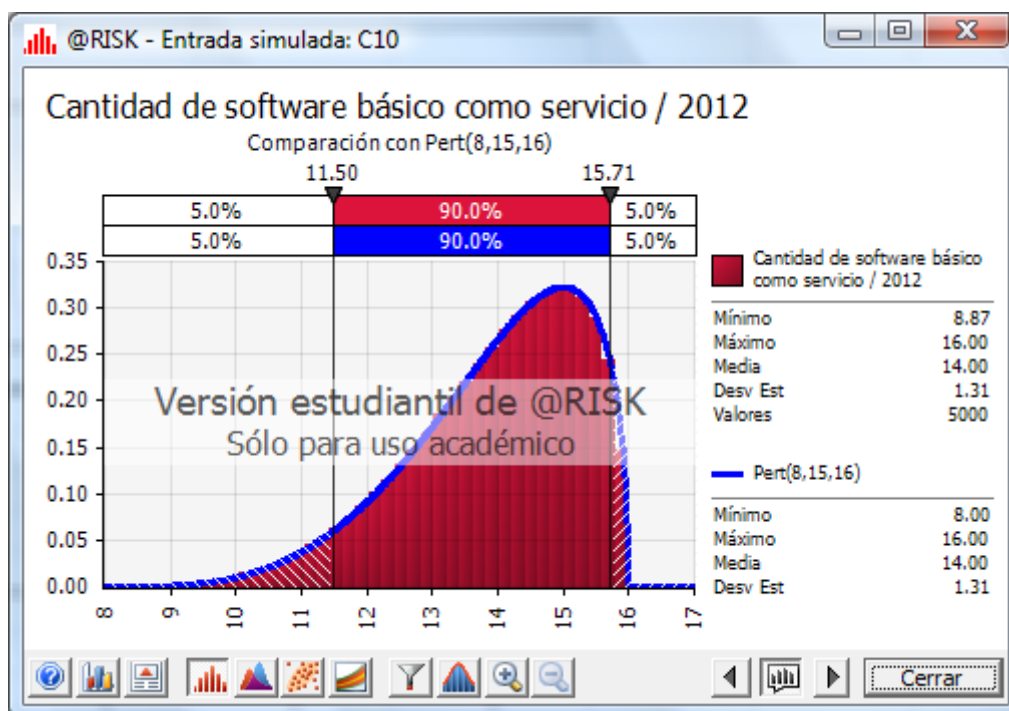 @RISK - Entrada simulada: C10
Cantidad de software básico como servicio / 2012
Comparación con Pert(8,15,16)
11.50 15.71
5.0% 90.0% 5.0%
5.0% 90.0% 5.0%
0.35
0.30
0.25
0.20
0.15
0.10
0.05
0.00
8 9 10 11 12 13 14 15 16 17
Versión estudiantil de @RISK
Sólo para uso académico
Cantidad de software básico
como servicio / 2012
Mínimo 8.87
Máximo 16.00
Media 14.00
Desv Est 1.31
Valores 5000
Pert(8,15,16)
Mínimo 8.00
Máximo 16.00
Media 14.00
Desv Est 1.31
Cerrar